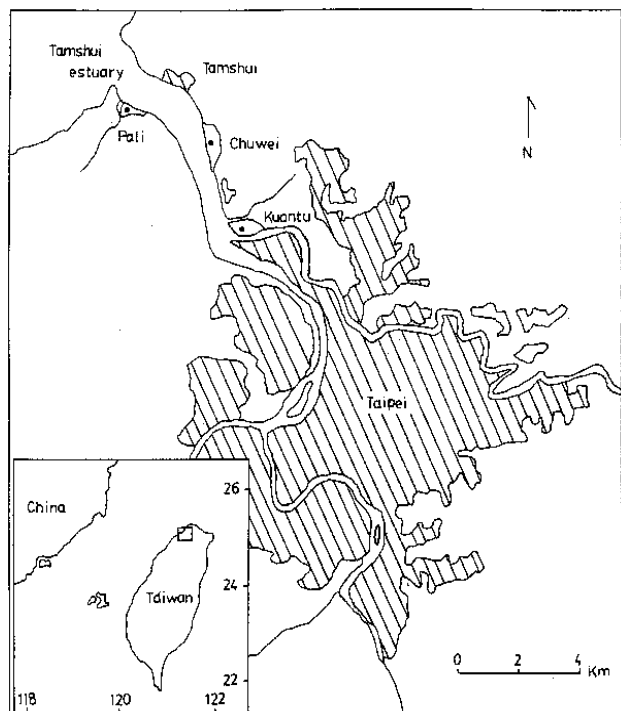 Tamshui
estuary
Tamshui
Pali
Chuwei
N
Kuantu
Taipei
China
26
Taiwan
24
22
118
120
122
0 2 4
Km